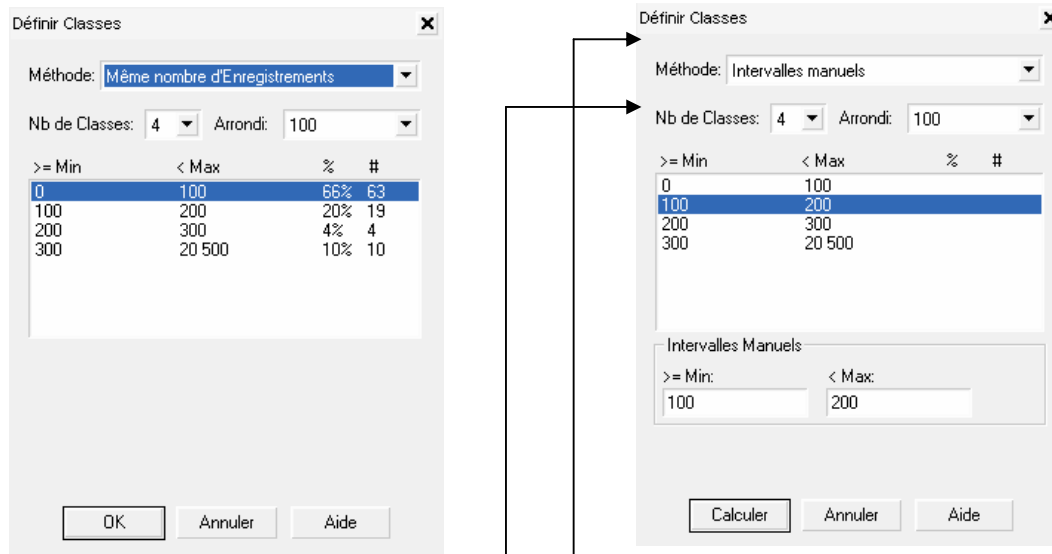 Définir Classes
Méthode: Même nombre d'Enregistrements
Nb de Classes: 4 Arrondi: 100
>= Min < Max % #
0 100 66% 63
100 200 20% 19
200 300 4% 4
300 20 500 10% 10
OK Annuler Aide
Définir Classes
Méthode: Intervalles manuels
Nb de Classes: 4 Arrondi: 100
>= Min < Max % #
0 100
100 200
200 300
300 20 500
Intervalles Manuels
>= Min: < Max:
100 200
Calculer Annuler Aide